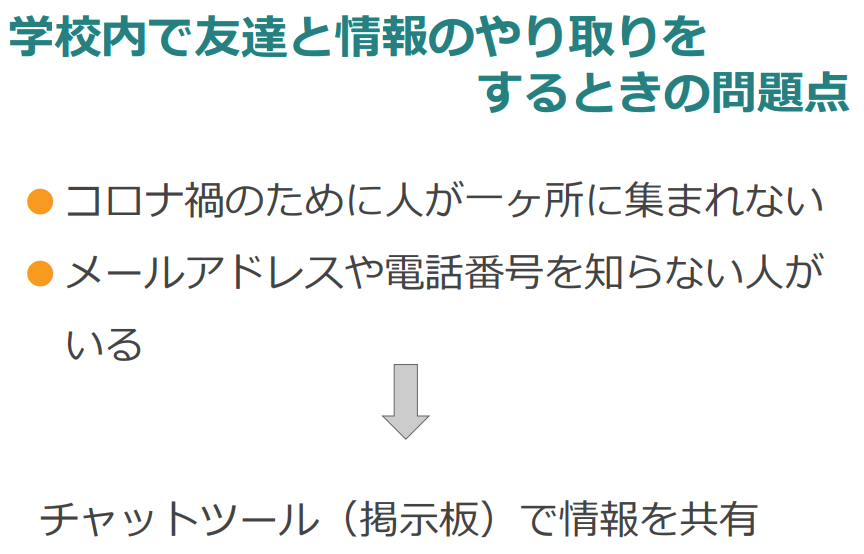 学校内で友達と情報のやり取りを
するときの問題点
● コロナ禍のために人が一ヶ所に集まれない
● メールアドレスや電話番号を知らない人が
いる
チャットツール（掲示板）で情報を共有